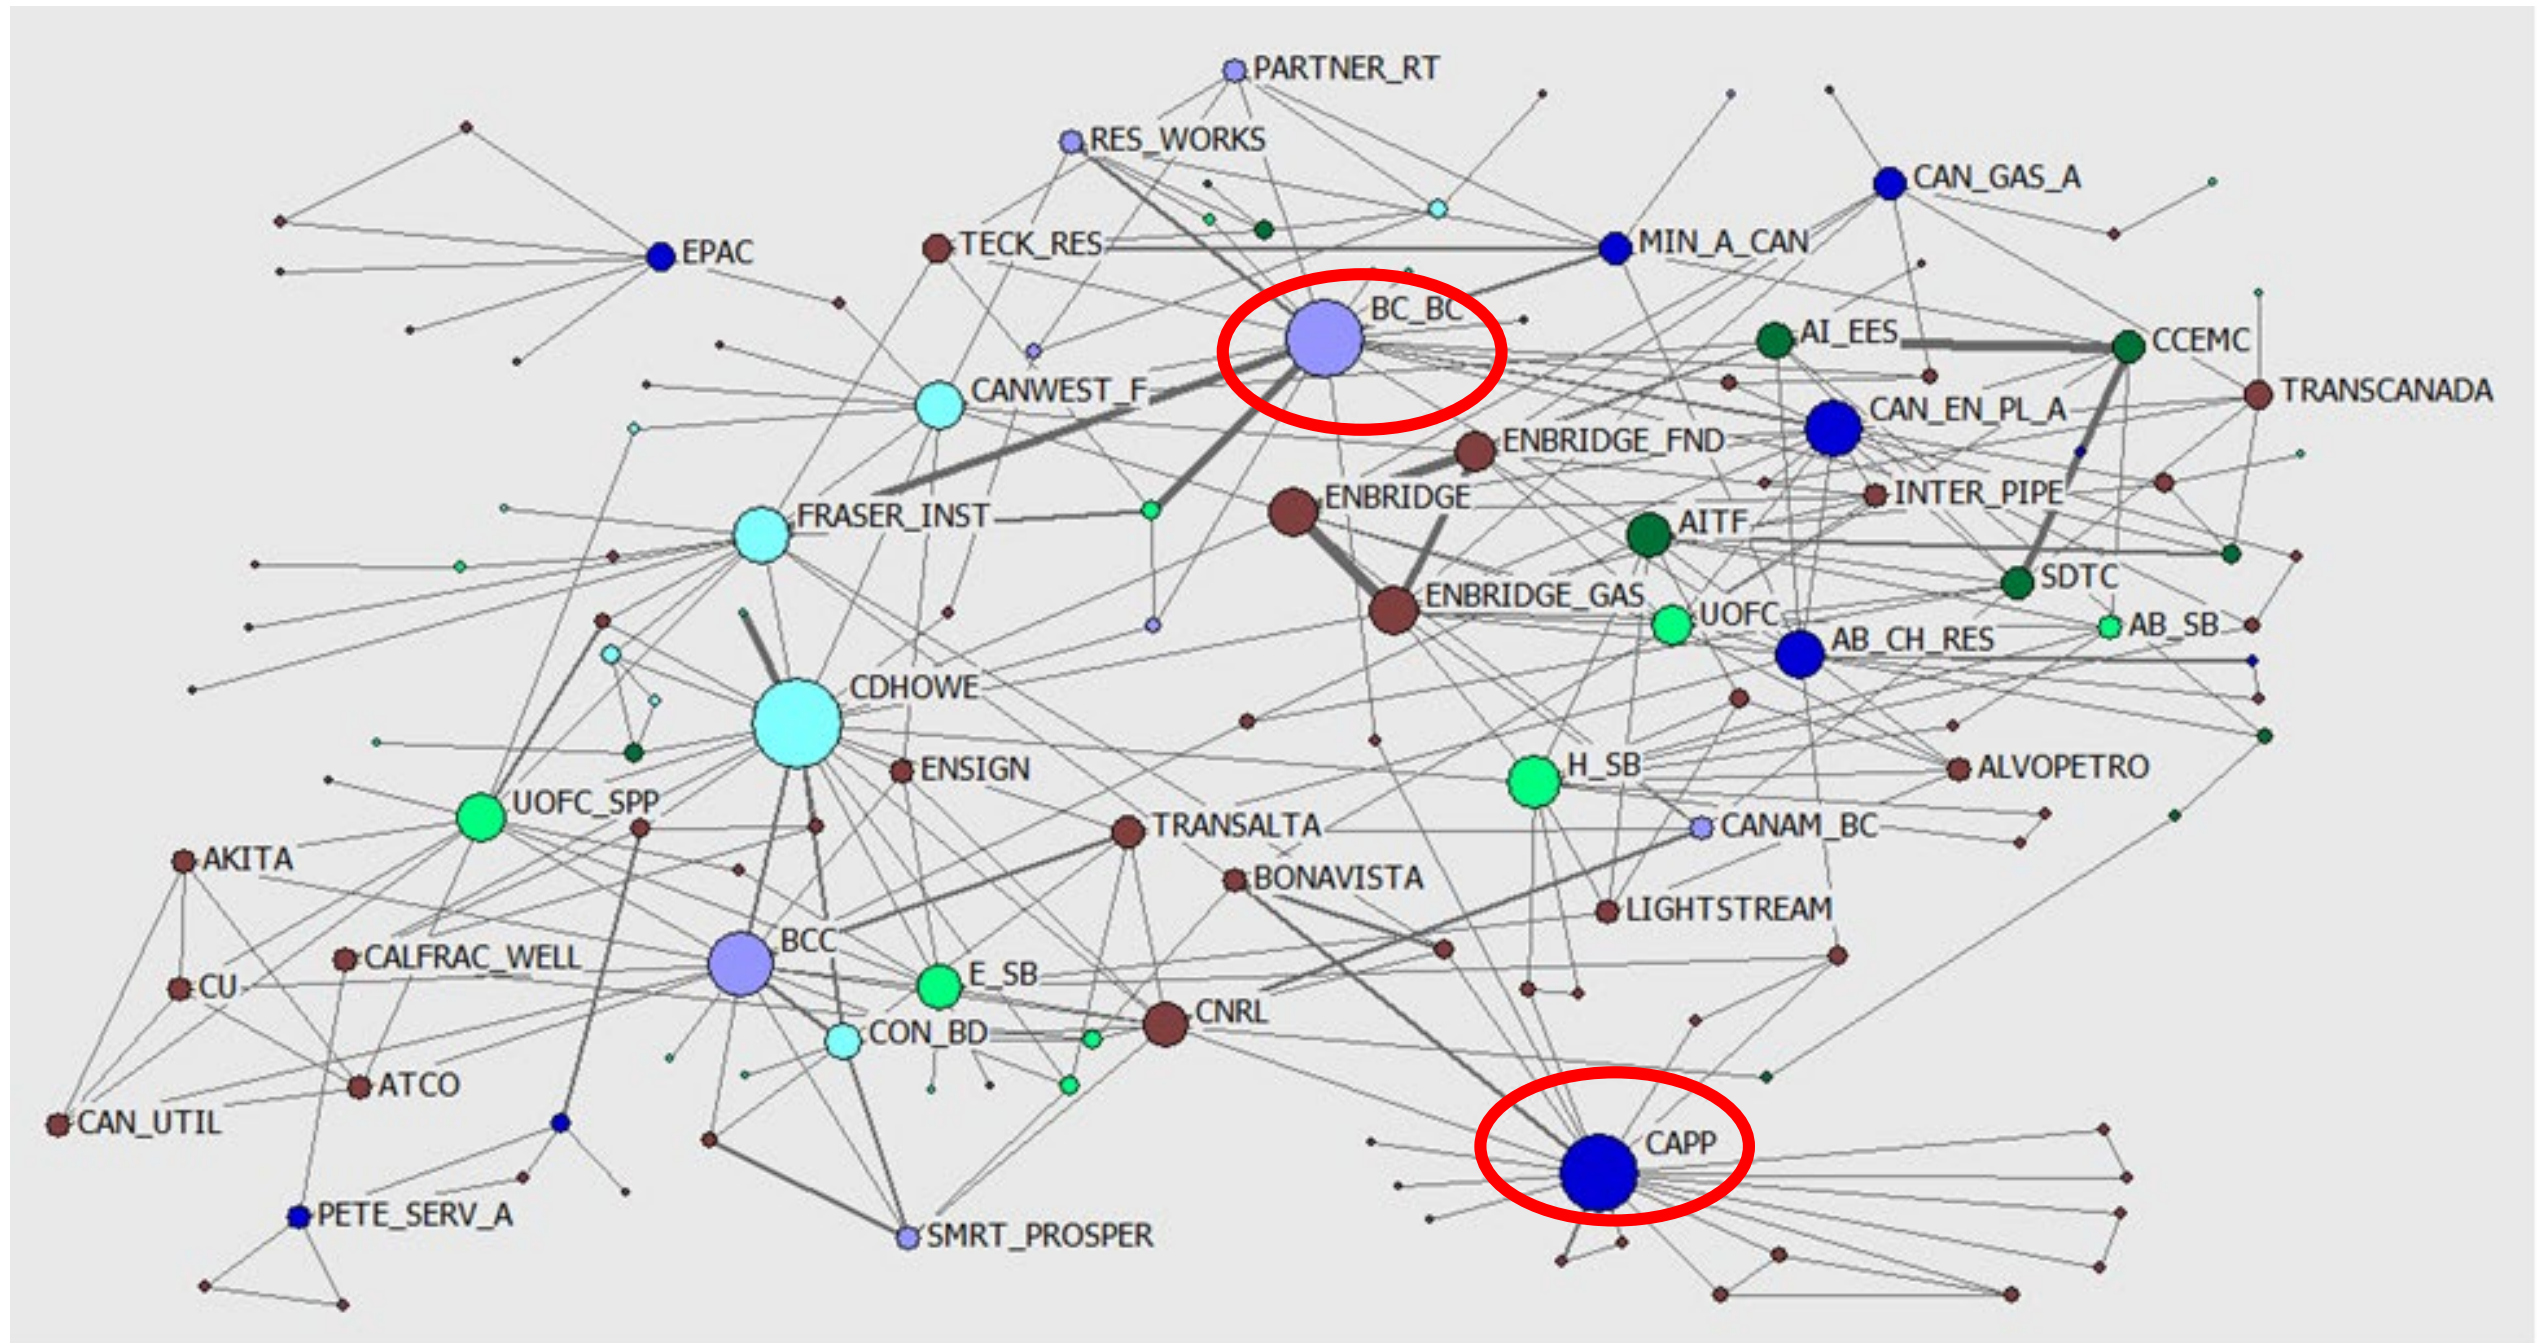 PARTNER_RT
RES_WORKS
CAN_GAS_A
EPAC
TECK_RES
MIN_A_CAN
BC_BC
AI_EES
CCEMC
CANWEST_F
TRANSCANADA
CAN_EN_PL_A
ENBRIDGE_FND
ENBRIDGE
INTER_PIPE
FRASER_INST
AITF
SDTC
ENBRIDGE_GAS
UOFC
AB_SB
AB_CH_RES
CDHOWE
ENSIGN
H_SB
ALVOPETRO
UOFC_SPP
TRANSALTA
CANAM_BC
AKITA
BONAVISTA
LIGHTSTREAM
BCC
CALFRAC_WELL
E_SB
CU
CNRL
CON_BD
ATCO
CAN_UTIL
CAPP
PETE_SERV_A
SMRT_PROSPER